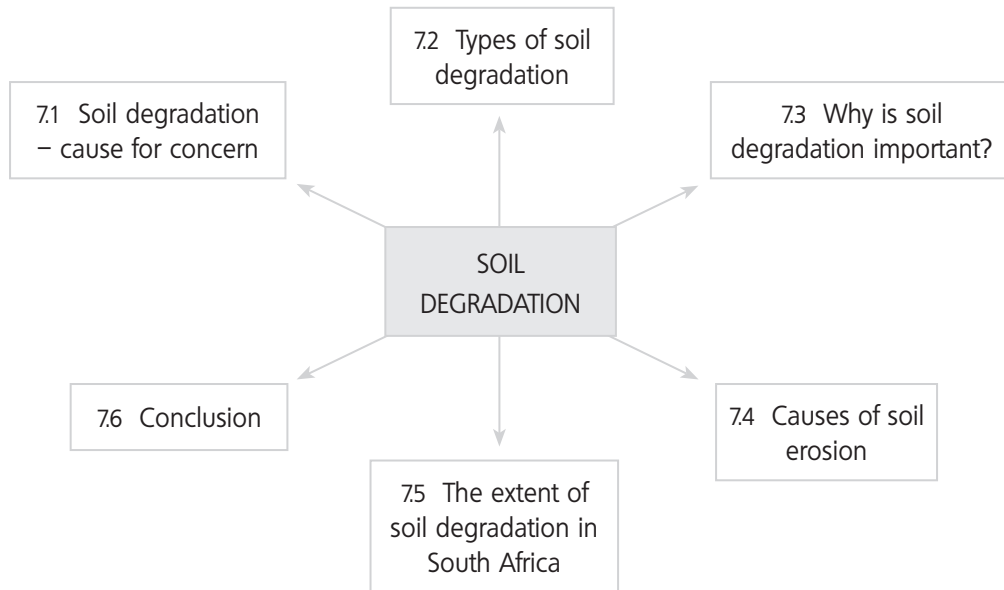 7.1 Soil degradation
– cause for concern
7.2 Types of soil
degradation
7.3 Why is soil
degradation important?
SOIL
DEGRADATION
7.4 Causes of soil
erosion
7.5 The extent of
soil degradation in
South Africa
7.6 Conclusion